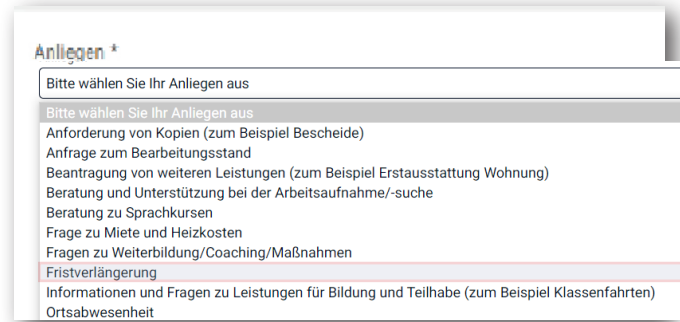 Anliegen *
Bitte wählen Sie Ihr Anliegen aus
Bitte wählen Sie Ihr Anliegen aus
Anforderung von Kopien (zum Beispiel Bescheide)
Anfrage zum Bearbeitungsstand
Beantragung von weiteren Leistungen (zum Beispiel Erstausstattung Wohnung)
Beratung und Unterstützung bei der Arbeitsaufnahme/-suche
Beratung zu Sprachkursen
Frage zu Miete und Heizkosten
Fragen zu Weiterbildung/Coaching/Maßnahmen
Fristverlängerung
Informationen und Fragen zu Leistungen für Bildung und Teilhabe (zum Beispiel Klassenfahrten)
Ortsabwesenheit